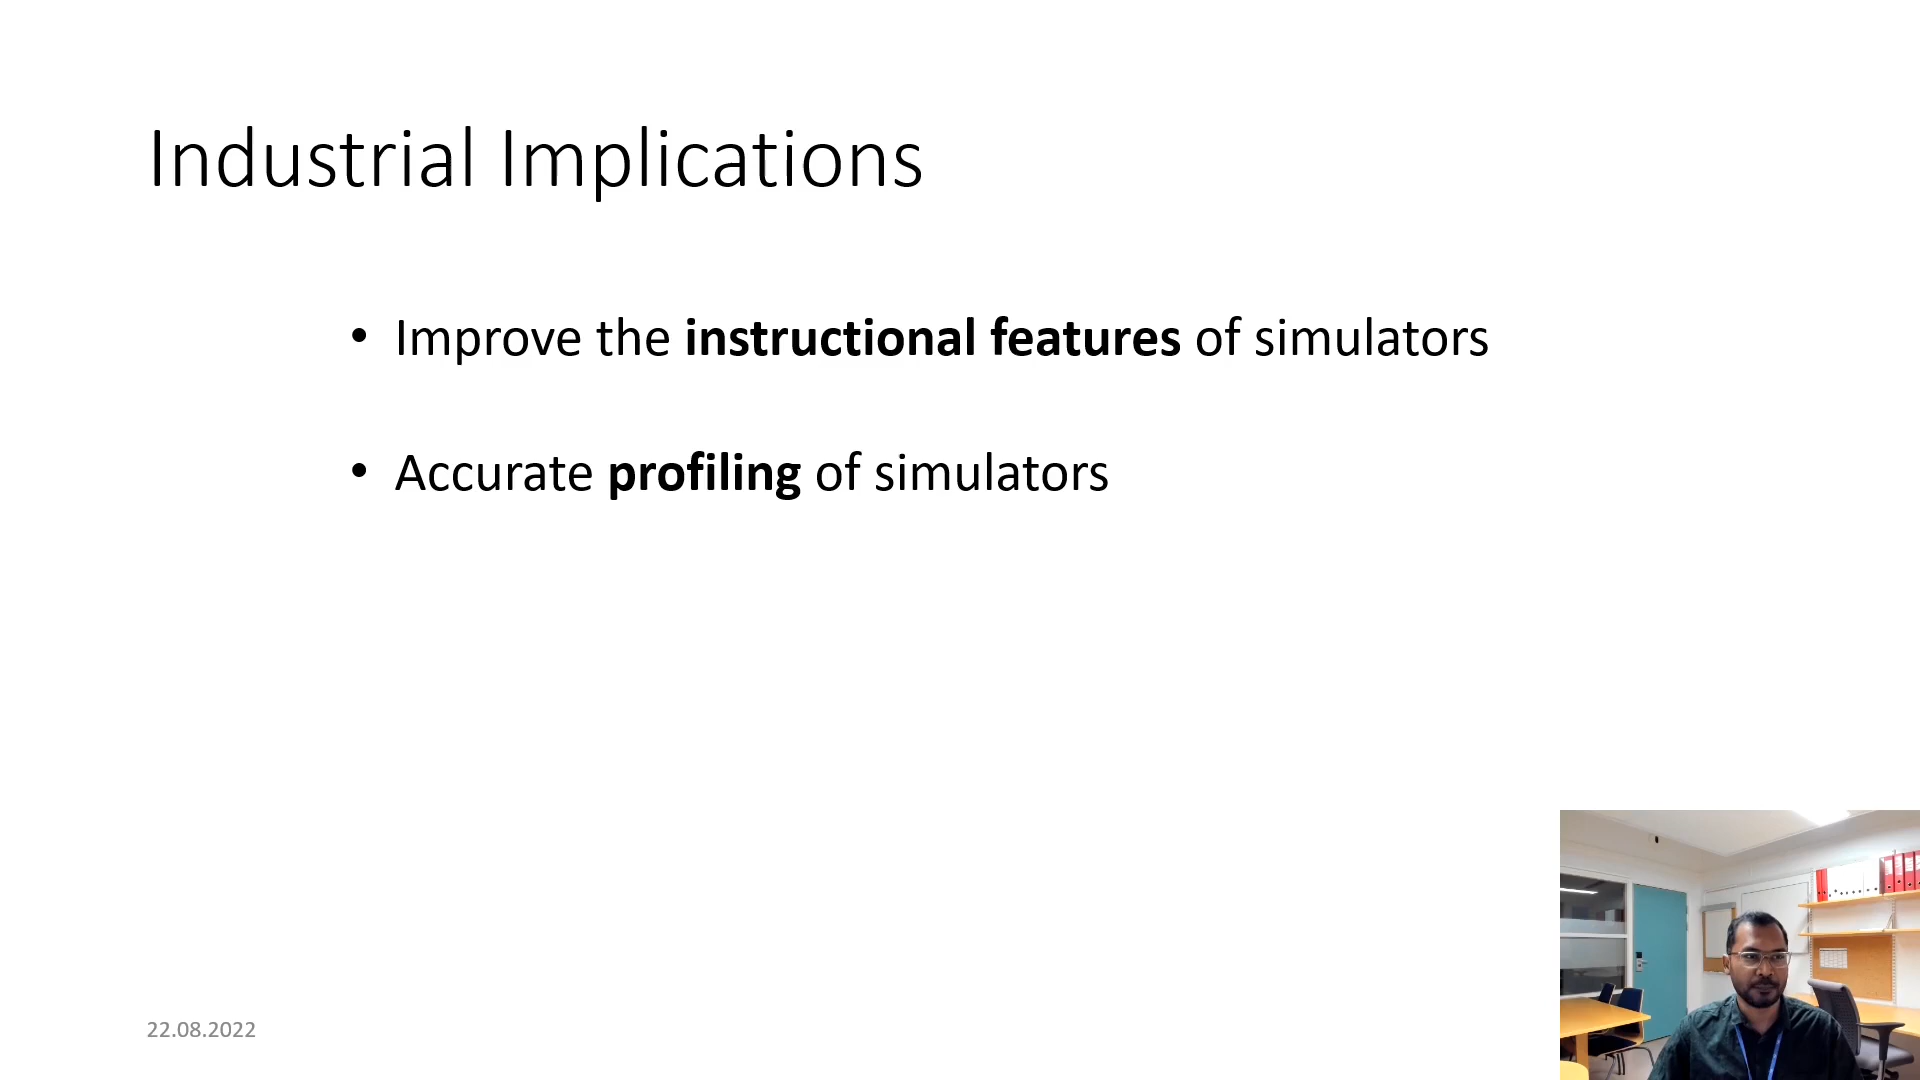 Industrial Implications
• Improve the instructional features of simulators
• Accurate profiling of simulators
22.08.2022